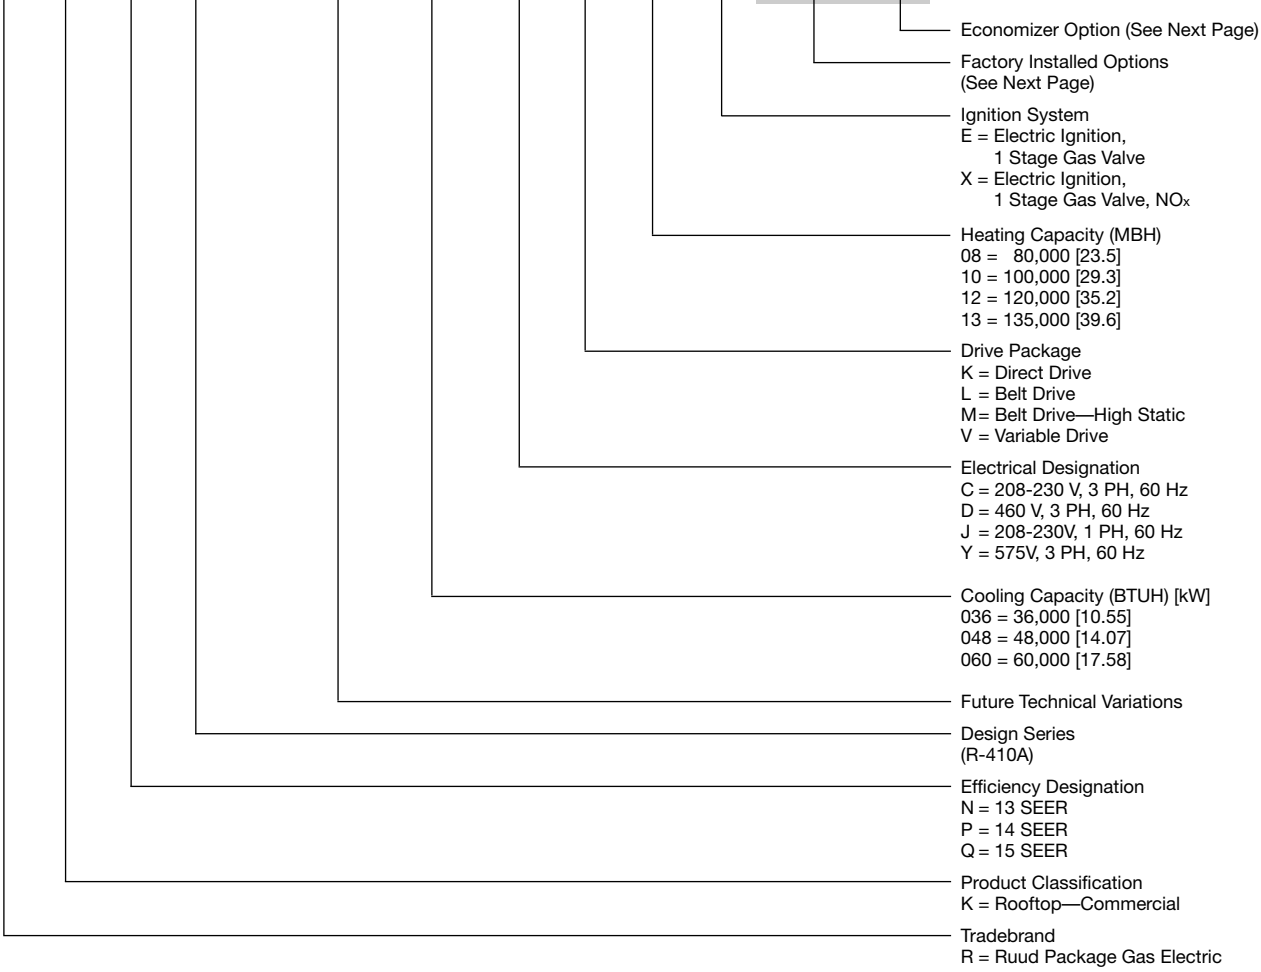 Economizer Option (See Next Page)
Factory Installed Options
(See Next Page)
Ignition System
E = Electric Ignition,
1 Stage Gas Valve
X = Electric Ignition,
1 Stage Gas Valve, NOx
Heating Capacity (MBH)
08 = 80,000 [23.5]
10 = 100,000 [29.3]
12 = 120,000 [35.2]
13 = 135,000 [39.6]
Drive Package
K = Direct Drive
L = Belt Drive
M= Belt Drive—High Static
V = Variable Drive
Electrical Designation
C = 208-230 V, 3 PH, 60 Hz
D = 460 V, 3 PH, 60 Hz
J = 208-230V, 1 PH, 60 Hz
Y = 575V, 3 PH, 60 Hz
Cooling Capacity (BTUH) [kW]
036 = 36,000 [10.55]
048 = 48,000 [14.07]
060 = 60,000 [17.58]
Future Technical Variations
Design Series
(R-410A)
Efficiency Designation
N = 13 SEER
P = 14 SEER
Q = 15 SEER
Product Classification
K = Rooftop—Commercial
Tradebrand
R = Ruud Package Gas Electric